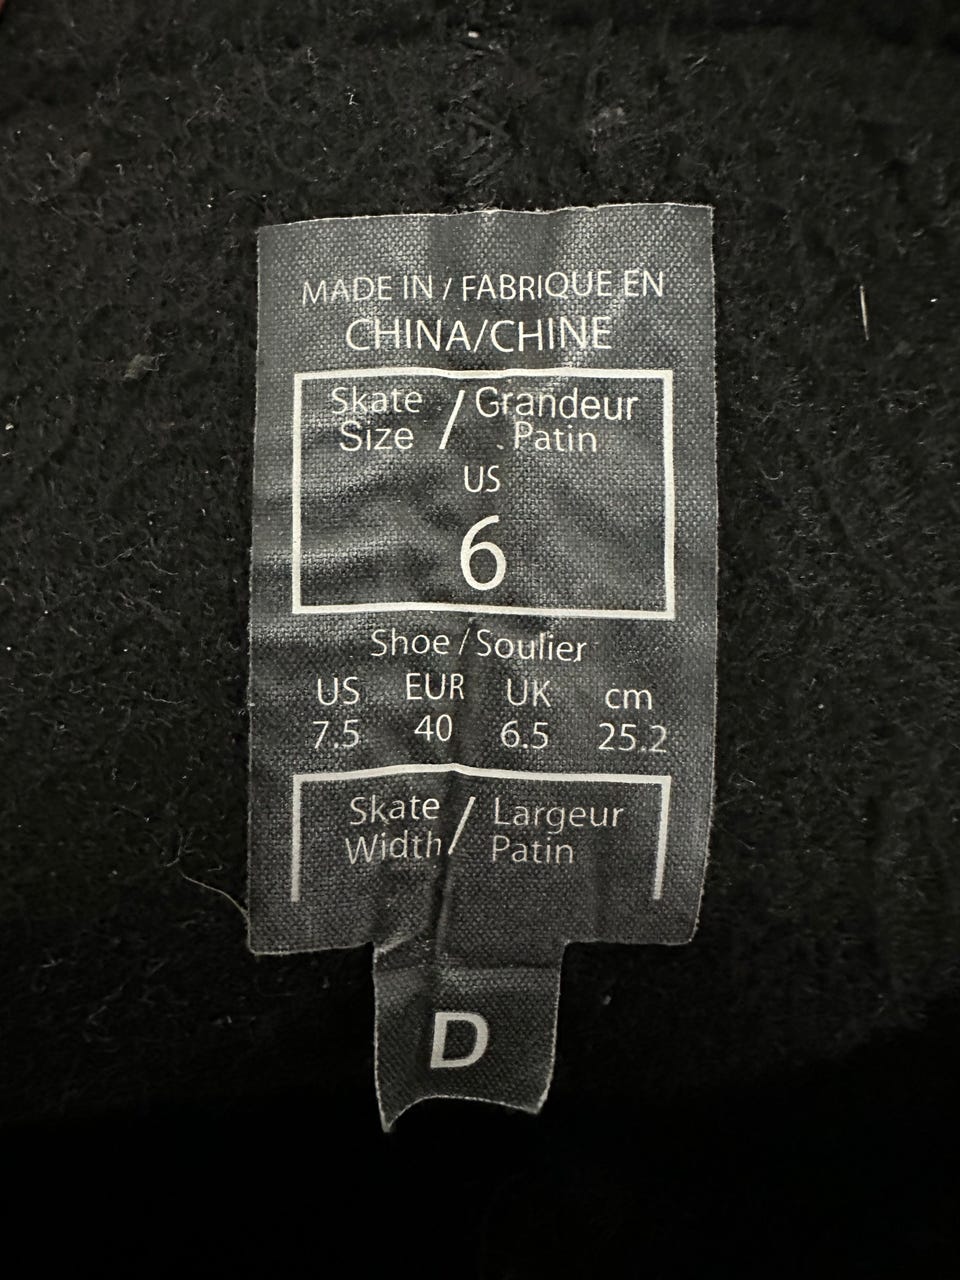 MADE IN / FABRIQUE EN
CHINA/CHINE
Skate / Grandeur
Size Patin
US
6
Shoe / Soulier
US EUR UK cm
7.5 40 6.5 25.2
Skate / Largeur
Width Patin
D